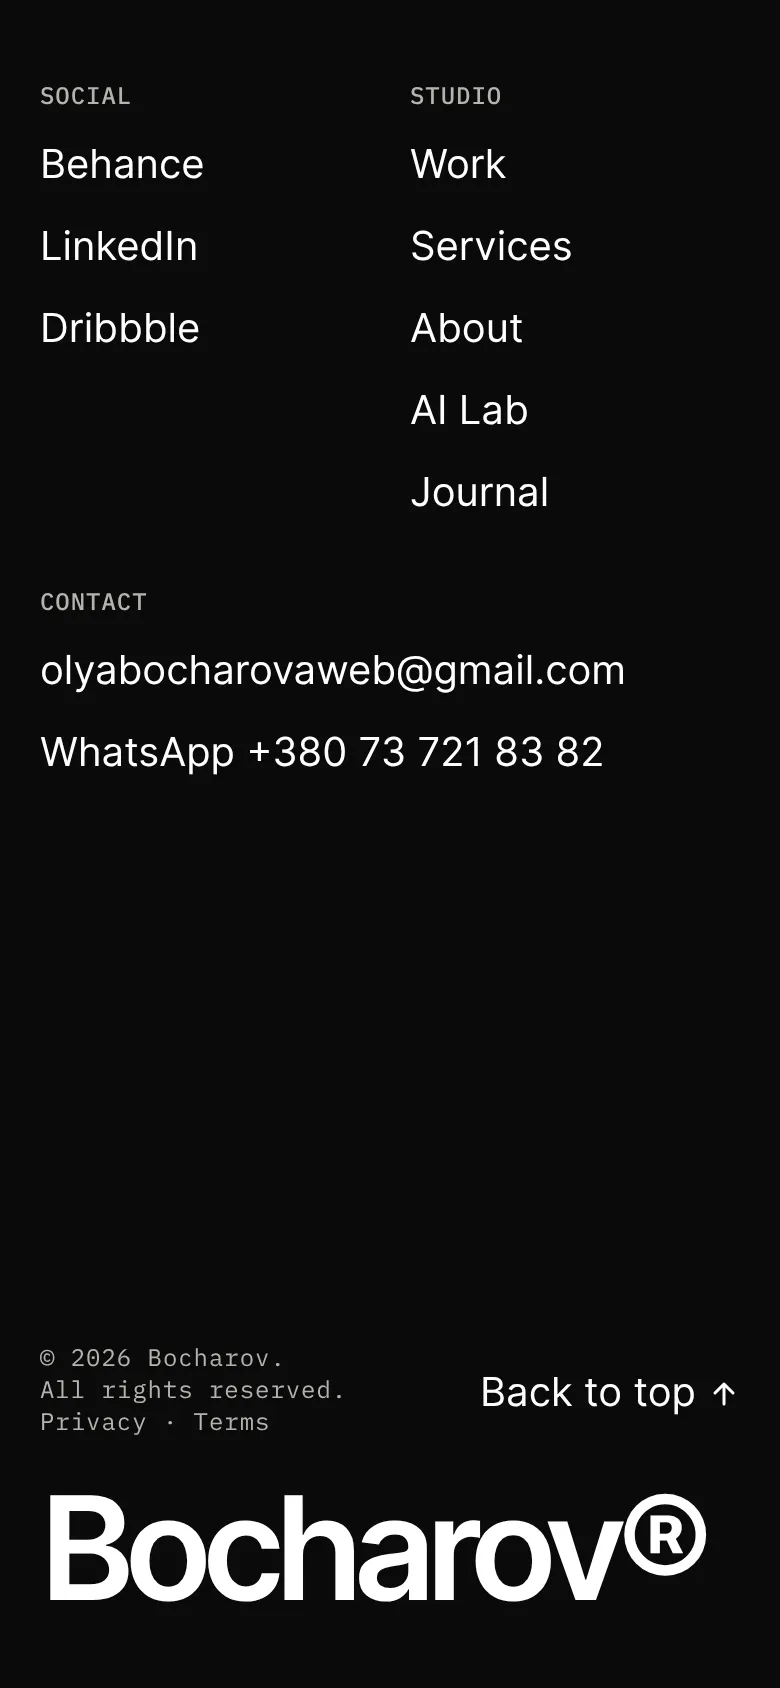 SOCIAL
Behance
LinkedIn
Dribbble
STUDIO
Work
Services
About
AI Lab
Journal
CONTACT
olyabocharovaweb@gmail.com
WhatsApp +380 73 721 83 82
© 2026 Bocharov.
All rights reserved.
Privacy · Terms
Back to top ↑
Bocharov®